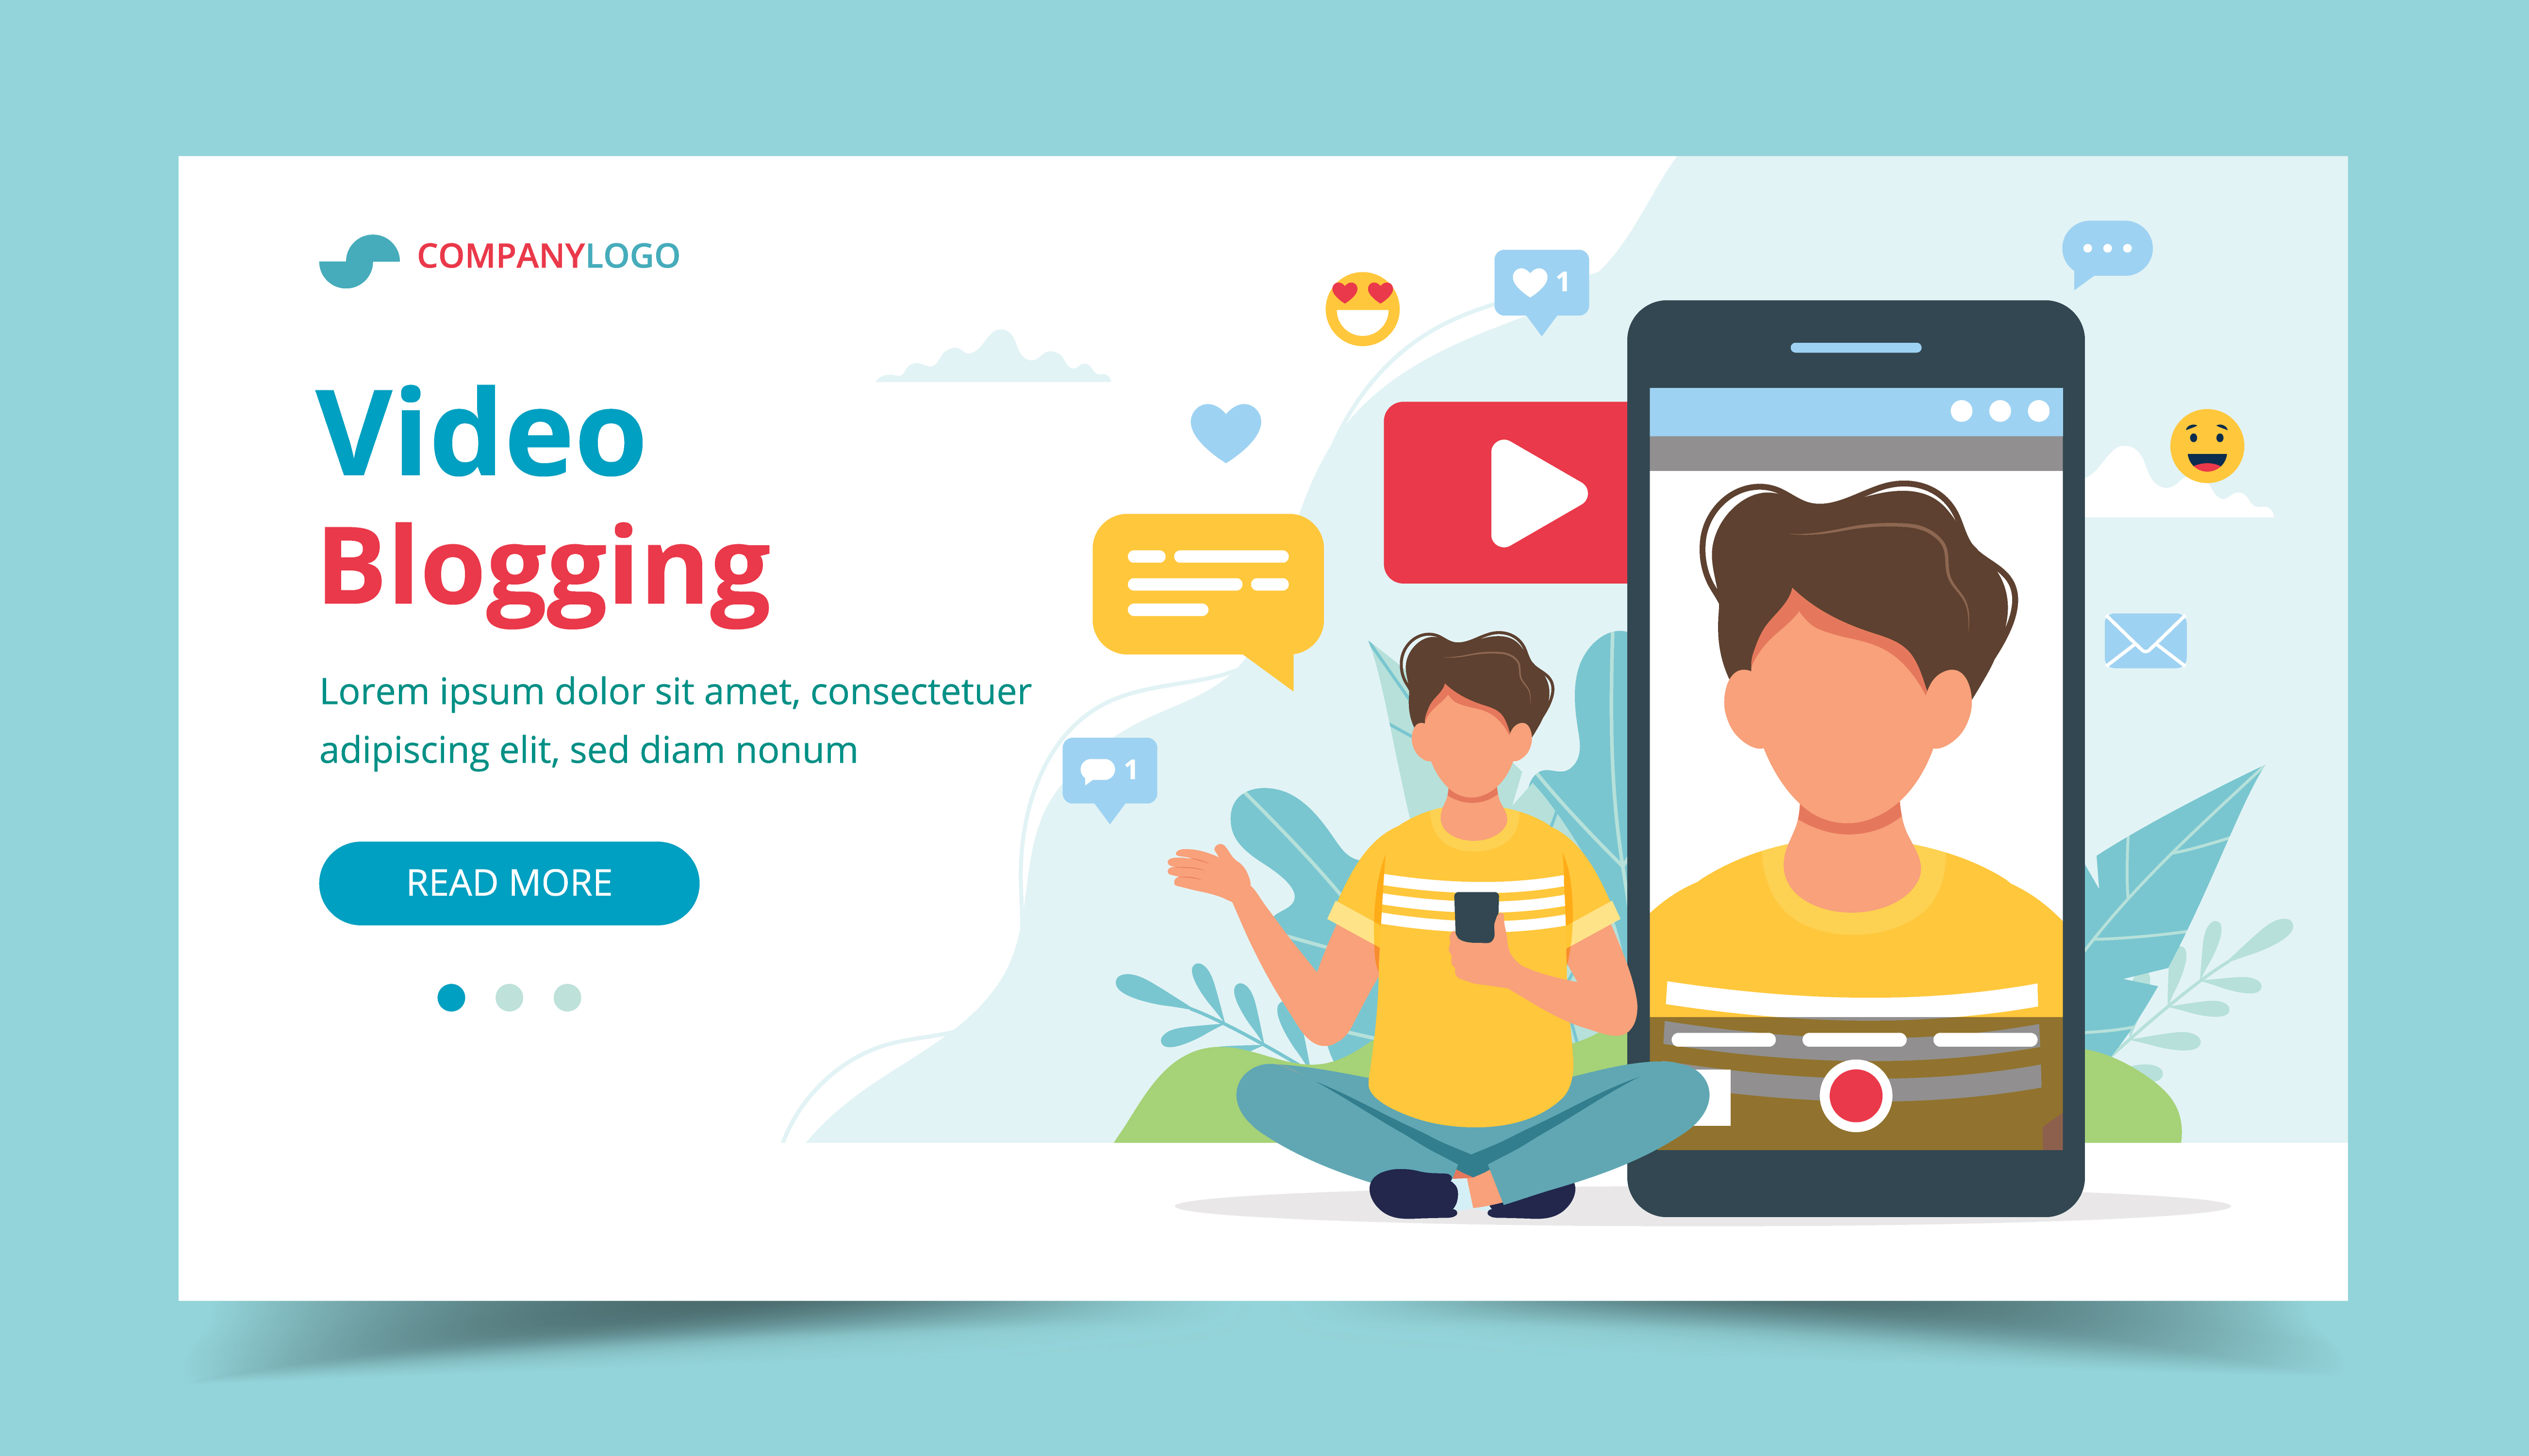 COMPANYLOGO
Video
Blogging
Lorem ipsum dolor sit amet, consectetuer
adipiscing elit, sed diam nonum
READ MORE
1
1